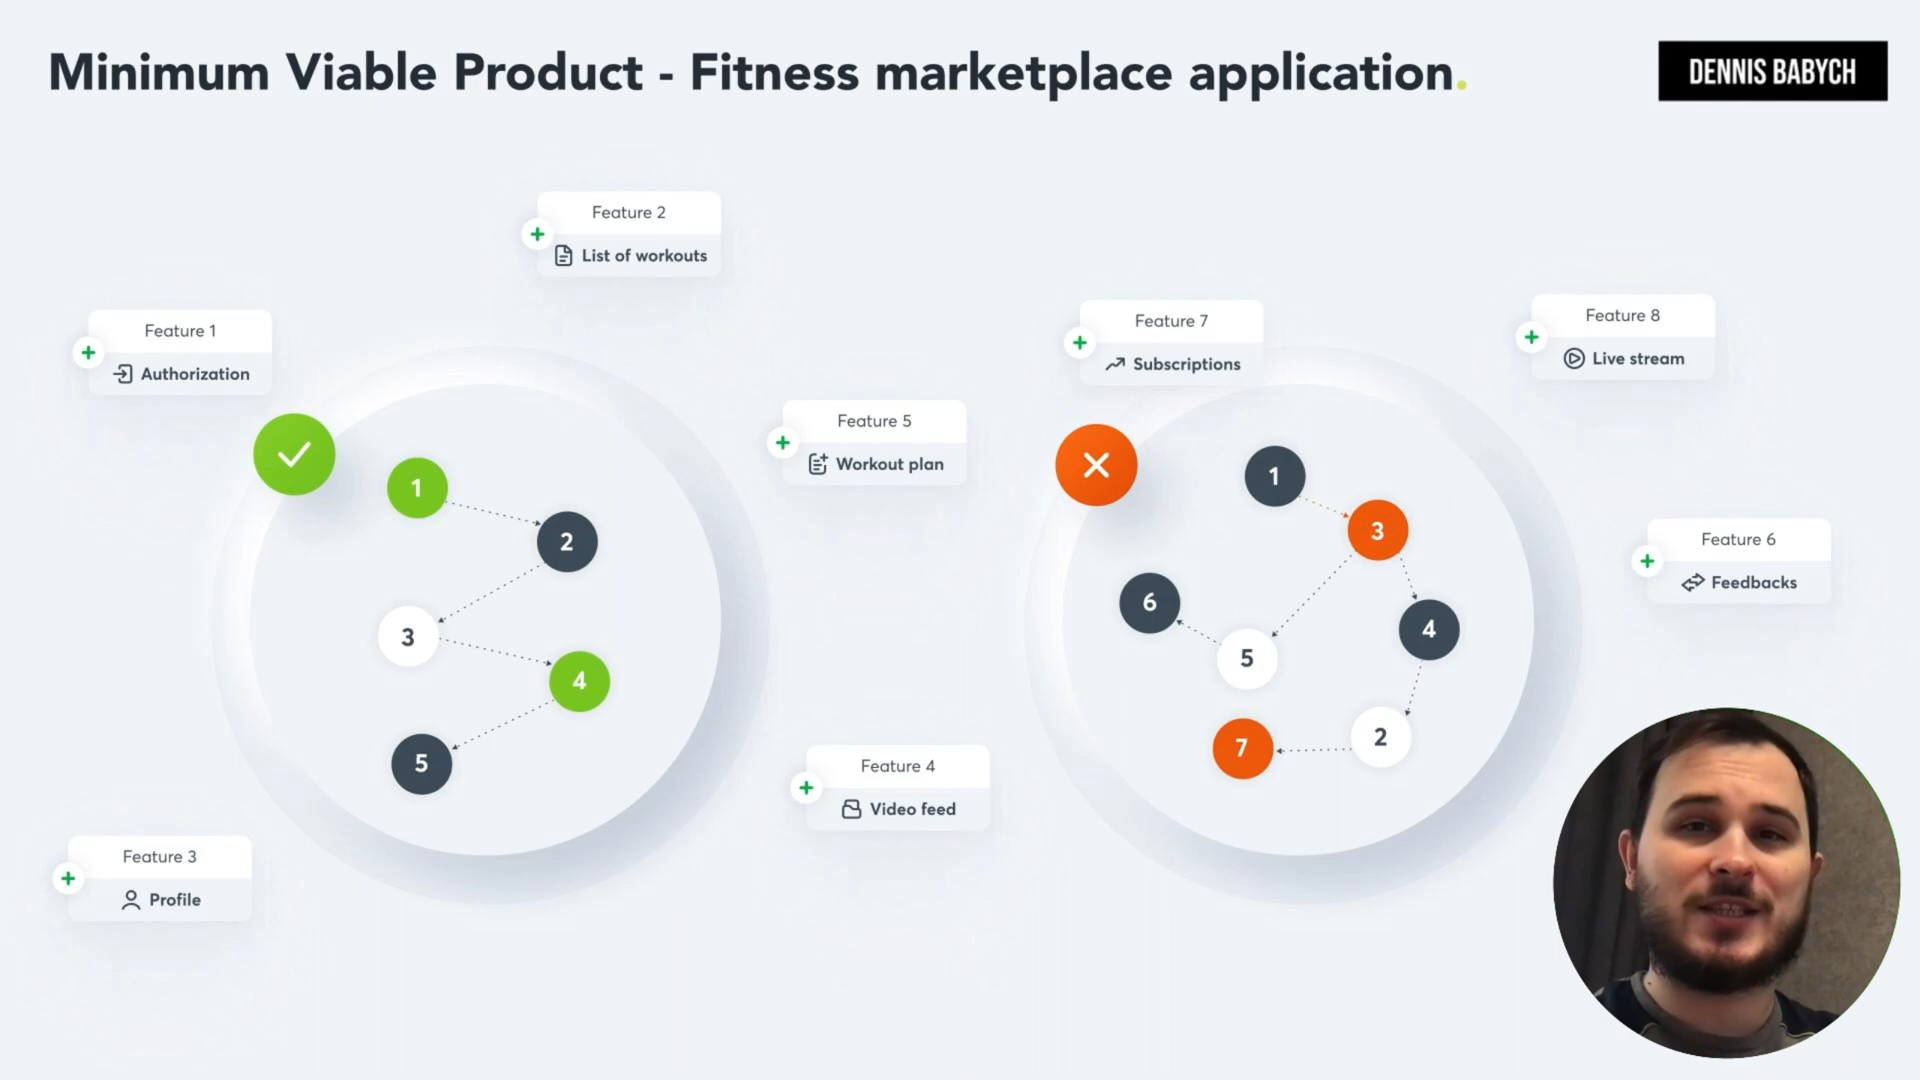 Minimum Viable Product - Fitness marketplace application.
DENNIS BABYCH
Feature 2
List of workouts
Feature 1
Authorization
Feature 5
Workout plan
Feature 4
Video feed
Feature 3
Profile
1
2
3
4
5
Feature 7
Subscriptions
Feature 8
Live stream
Feature 6
Feedbacks
1
3
6
4
5
2
7